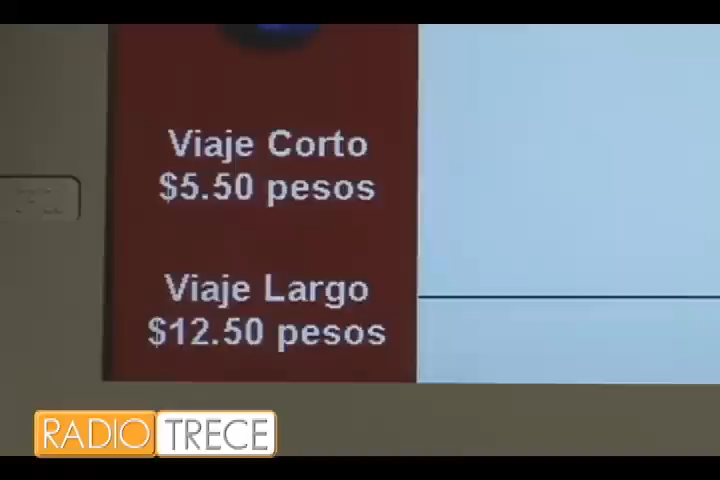 Viaje Corto
$5.50 pesos
Viaje Largo
$12.50 pesos
RADIO TRECE